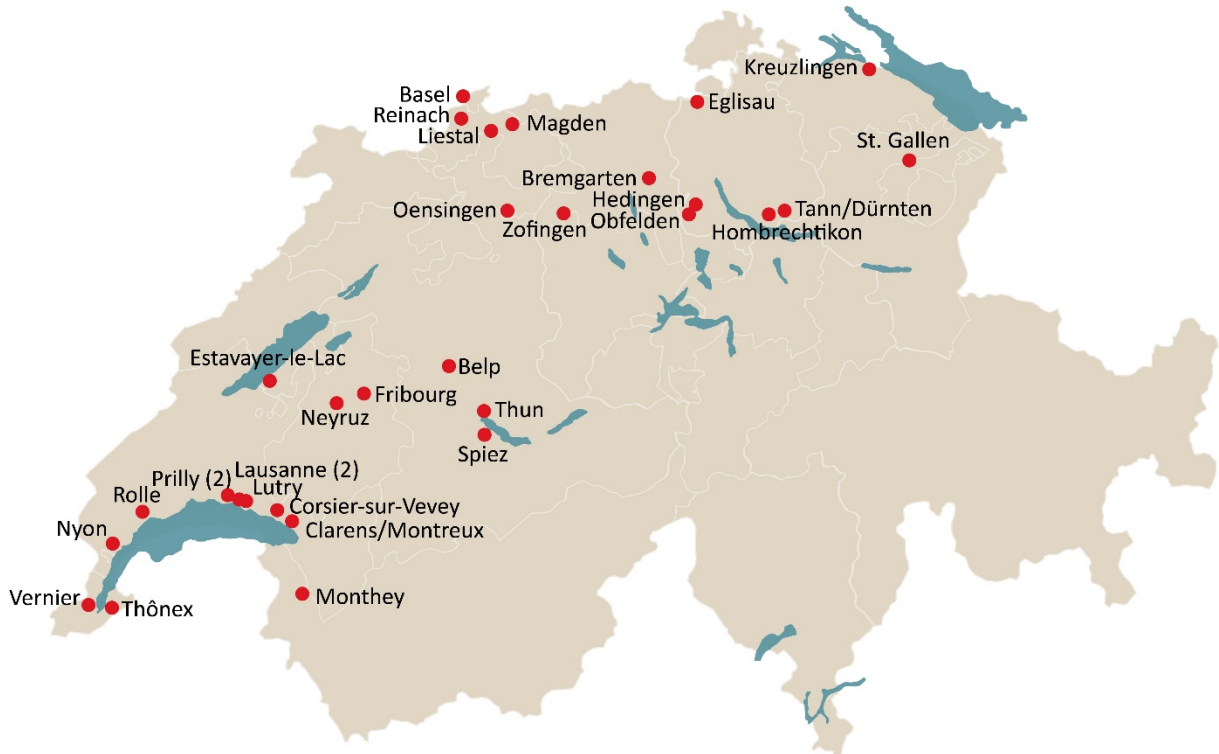 Kreuzlingen
Basel
Eglisau
Reinach
Magden
Liestal
St. Gallen
Bremgarten
Hedingen
Oensingen
Tann/Dürnten
Zofingen
Obfelden
Hombrechtikon
Estavayer-le-Lac
Belp
Fribourg
Neyruz
Thun
Spiez
Lausanne (2)
Prilly (2)
Lutry
Rolle
Corsier-sur-Vevey
Nyon
Clarens/Montreux
Monthey
Vernier
Thônex